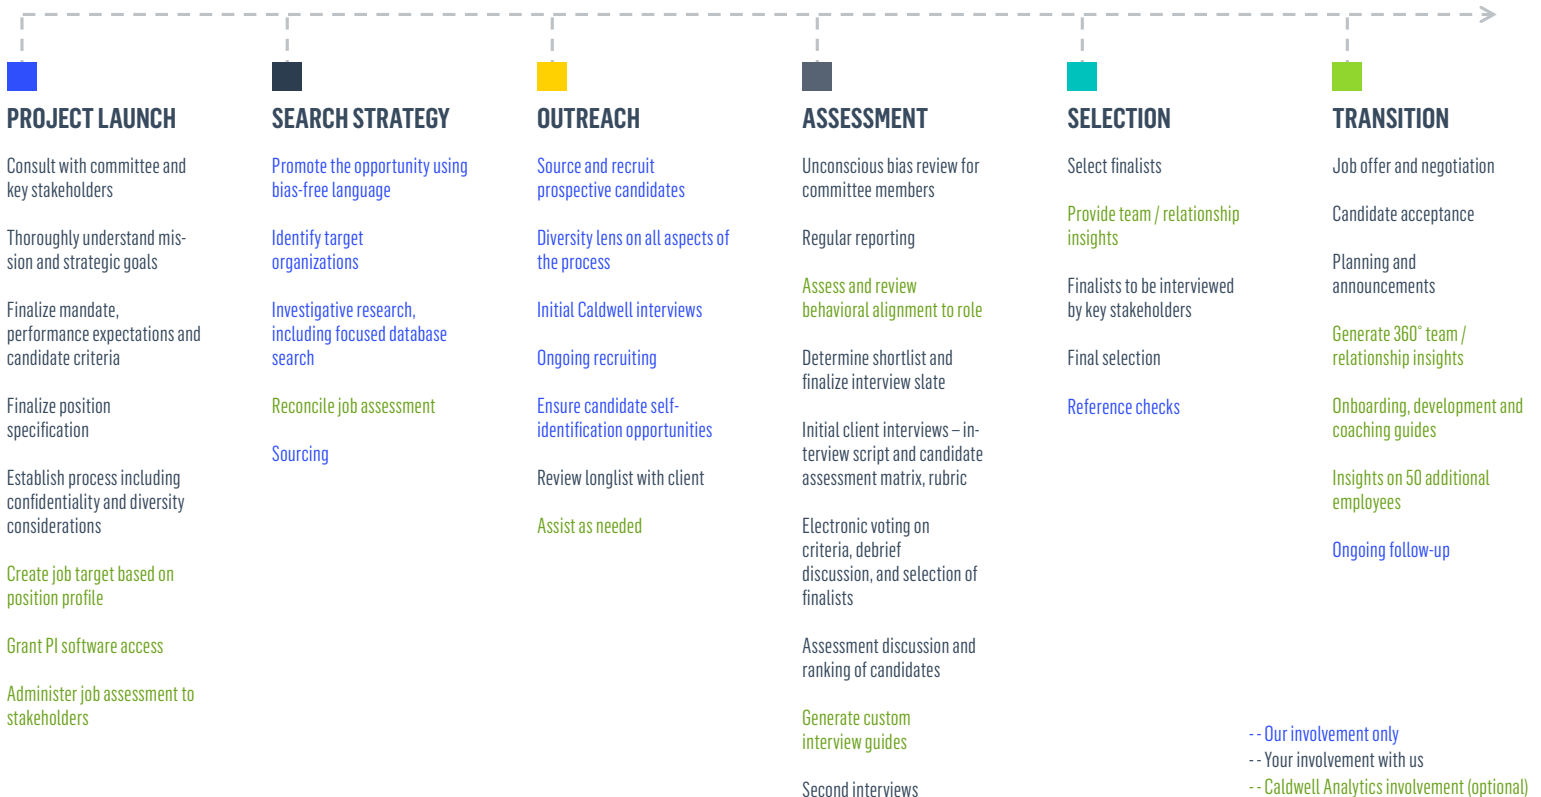 PROJECT LAUNCH
Consult with committee and
key stakeholders
Thoroughly understand mis-
sion and strategic goals
Finalize mandate,
performance expectations and
candidate criteria
Finalize position
specification
Establish process including
confidentiality and diversity
considerations
Create job target based on
position profile
Grant PI software access
Administer job assessment to
stakeholders
SEARCH STRATEGY
Promote the opportunity using
bias-free language
Identify target
organizations
Investigative research,
including focused database
search
Reconcile job assessment
Sourcing
OUTREACH
Source and recruit
prospective candidates
Diversity lens on all aspects of
the process
Initial Caldwell interviews
Ongoing recruiting
Ensure candidate self-
identification opportunities
Review longlist with client
Assist as needed
ASSESSMENT
Unconscious bias review for
committee members
Regular reporting
Assess and review
behavioral alignment to role
Determine shortlist and
finalize interview slate
Initial client interviews – in-
terview script and candidate
assessment matrix, rubric
Electronic voting on
criteria, debrief
discussion, and selection of
finalists
Assessment discussion and
ranking of candidates
Generate custom
interview guides
Second interviews
SELECTION
Select finalists
Provide team / relationship
insights
Finalists to be interviewed
by key stakeholders
Final selection
Reference checks
TRANSITION
Job offer and negotiation
Candidate acceptance
Planning and
announcements
Generate 360° team /
relationship insights
Onboarding, development and
coaching guides
Insights on 50 additional
employees
Ongoing follow-up
- - Our involvement only
- - Your involvement with us
- - Caldwell Analytics involvement (optional)